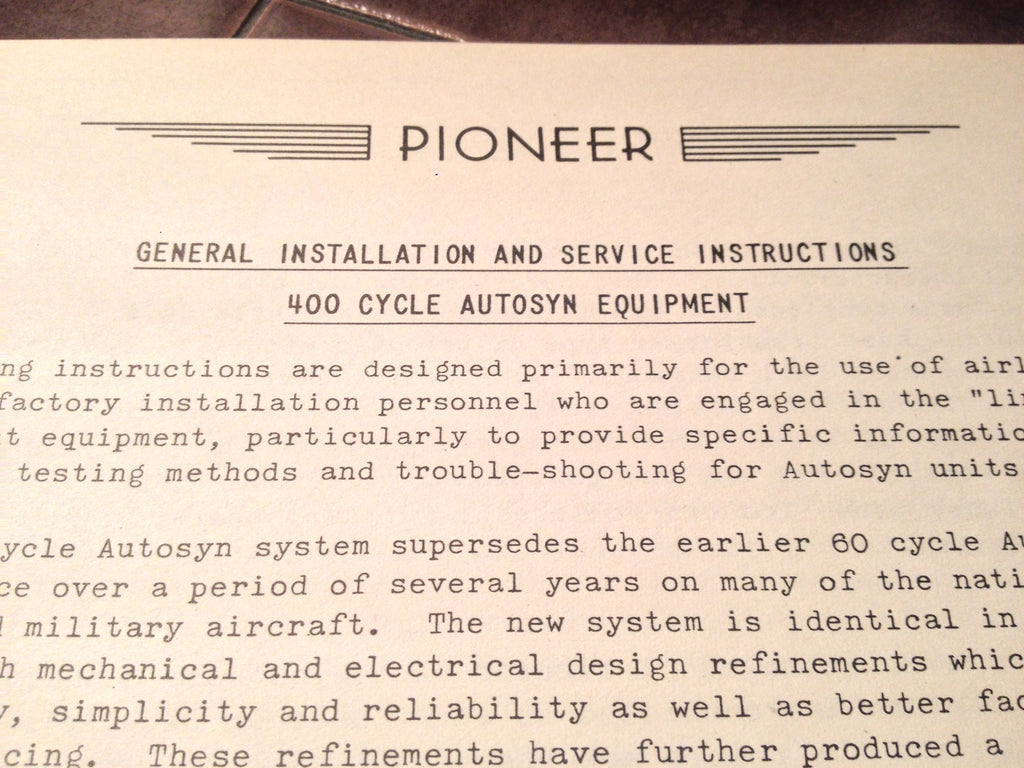 PIONEER
GENERAL INSTALLATION AND SERVICE INSTRUCTIONS
400 CYCLE AUTOSYN EQUIPMENT
ng instructions are designed primarily for the use of airl
factory installation personnel who are engaged in the "lin
t equipment, particularly to provide specific informatio
testing methods and trouble-shooting for Autosyn units
ycle Autosyn system supersedes the earlier 60 cycle Au
ce over a period of several years on many of the nati
military aircraft. The new system is identical in
h mechanical and electrical design refinements whic
y, simplicity and reliability as well as better fac
cing. These refinements have further produced a